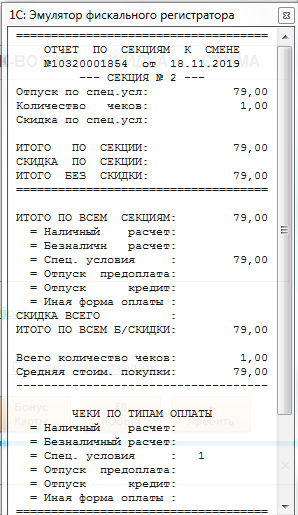 1С: Эмулятор фискального регистратора
====================================
ОТЧЕТ ПО СЕКЦИЯМ К СМЕНЕ
№10320001854 от 18.11.2019
--- СЕКЦИЯ № 2 ---
Отпуск по спец.усл: 79,00
Количество чеков: 1,00
Скидка по спец.усл:
ИТОГО ПО СЕКЦИИ: 79,00
СКИДКА ПО СЕКЦИИ:
ИТОГО БЕЗ СКИДКИ: 79,00
====================================
ИТОГО ПО ВСЕМ СЕКЦИЯМ: 79,00
= Наличный расчет:
= Безналичн расчет:
= Спец. условия : 79,00
= Отпуск предоплата:
= Отпуск кредит:
= Иная форма оплаты :
СКИДКА ВСЕГО :
ИТОГО ПО ВСЕМ Б/СКИДКИ: 79,00
Всего количество чеков: 1,00
Средняя стоим. покупки: 79,00
------------------------------------
ЧЕКИ ПО ТИПАМ ОПЛАТЫ
= Наличный расчет:
= Безналичный расчет:
= Спец. условия : 1
= Отпуск предоплата:
= Отпуск кредит:
= Иная форма оплаты :
====================================